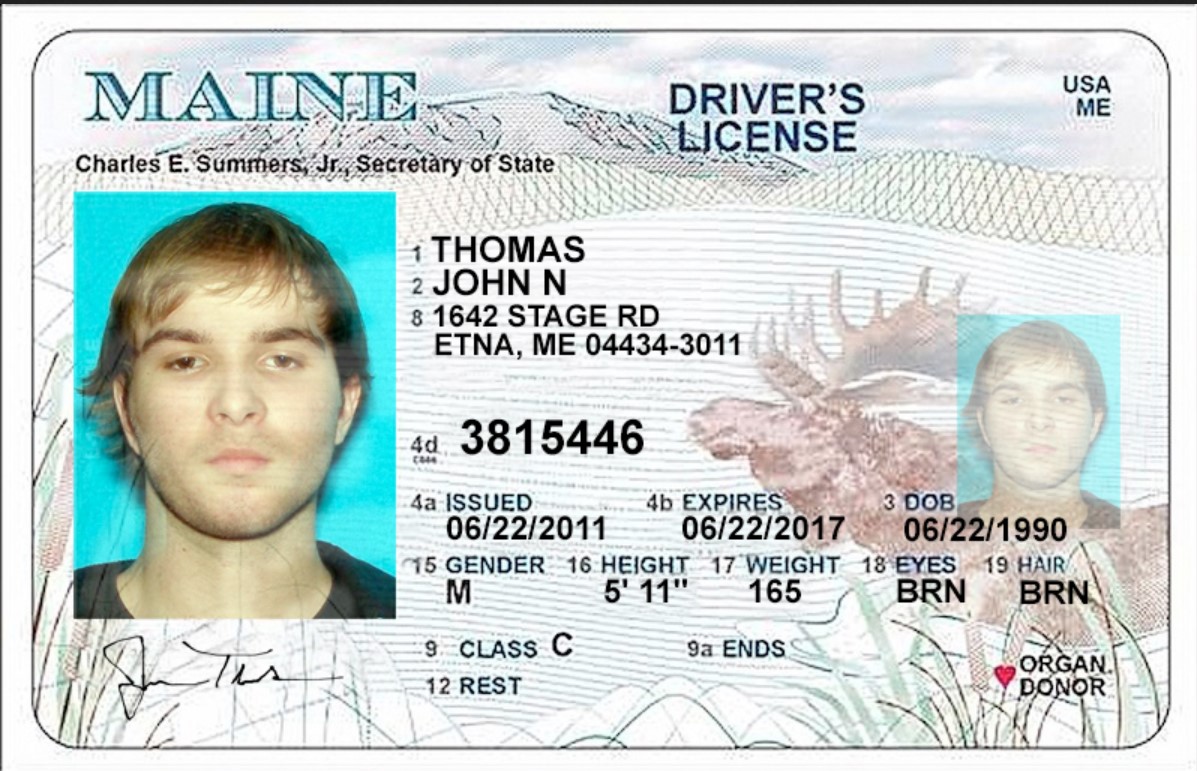 MAINE
DRIVER'S
LICENSE
USA
ME
Charles E. Summers, Jr., Secretary of State
1 THOMAS
2 JOHN N
8 1642 STAGE RD
ETNA, ME 04434-3011
4d 3815446
4a ISSUED 4b EXPIRES 3 DOB
06/22/2011 06/22/2017 06/22/1990
15 GENDER 16 HEIGHT 17 WEIGHT 18 EYES 19 HAIR
M 5' 11" 165 BRN BRN
9 CLASS C 9a ENDS
12 REST
ORGAN
DONOR